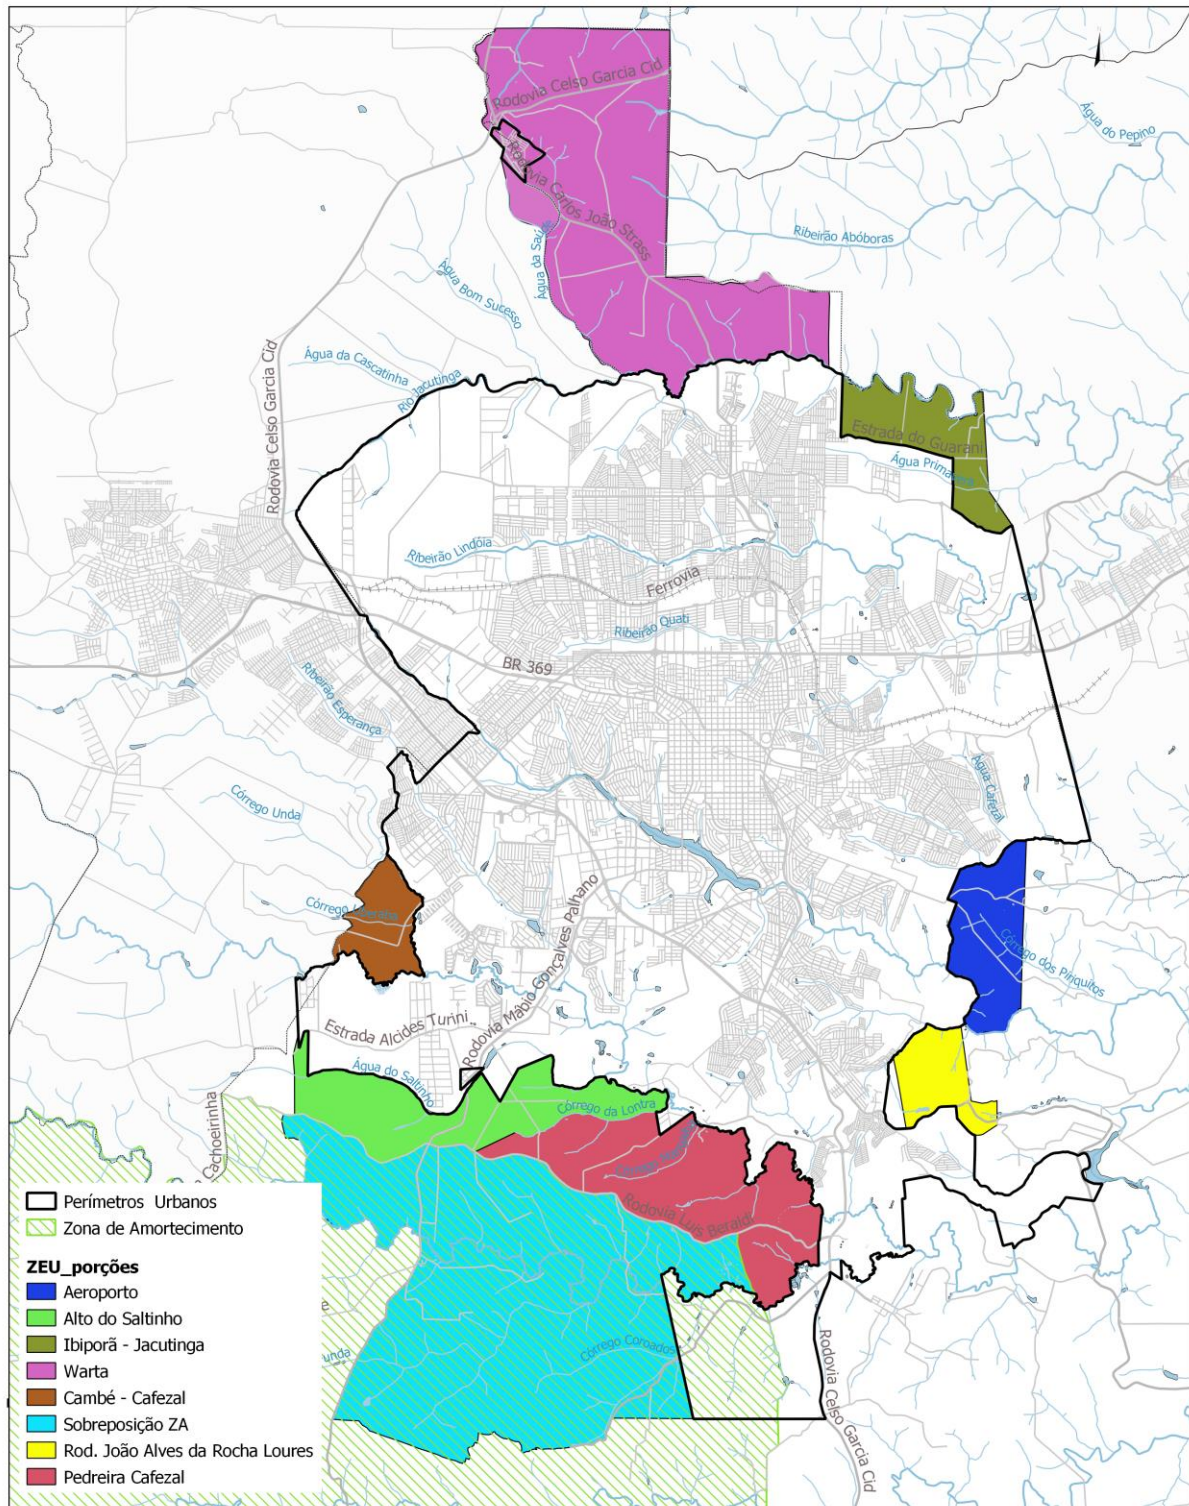 Rodovia Celso Garcia Cid
Água do Pepino
Rodovia Carlos João Strass
Ribeirão Abóboras
Água da Saúde
Água Bom Sucesso
Água da Cascatinha
Rio Jacutinga
Rodovia Celso Garcia Cid
Estrada do Guarani
Água Primavera
Ribeirão Lindóia
Ferrovia
Ribeirão Quati
BR 369
Ribeirão Esperança
Água Cafezal
Córrego Unda
Rodovia Mábio Gonçalves Palhano
Córrego Uberaba
Córrego dos Piriquitos
Estrada Alcides Turini
Água do Saltinho
Córrego da Lontra
Cachoeirinha
Rodovia Luis Beraldi
Córrego Coroados
unda
Rodovia Celso Garcia Cid
Perímetros Urbanos
Zona de Amortecimento
ZEU_porções
Aeroporto
Alto do Saltinho
Ibiporã - Jacutinga
Warta
Cambé - Cafezal
Sobreposição ZA
Rod. João Alves da Rocha Loures
Pedreira Cafezal